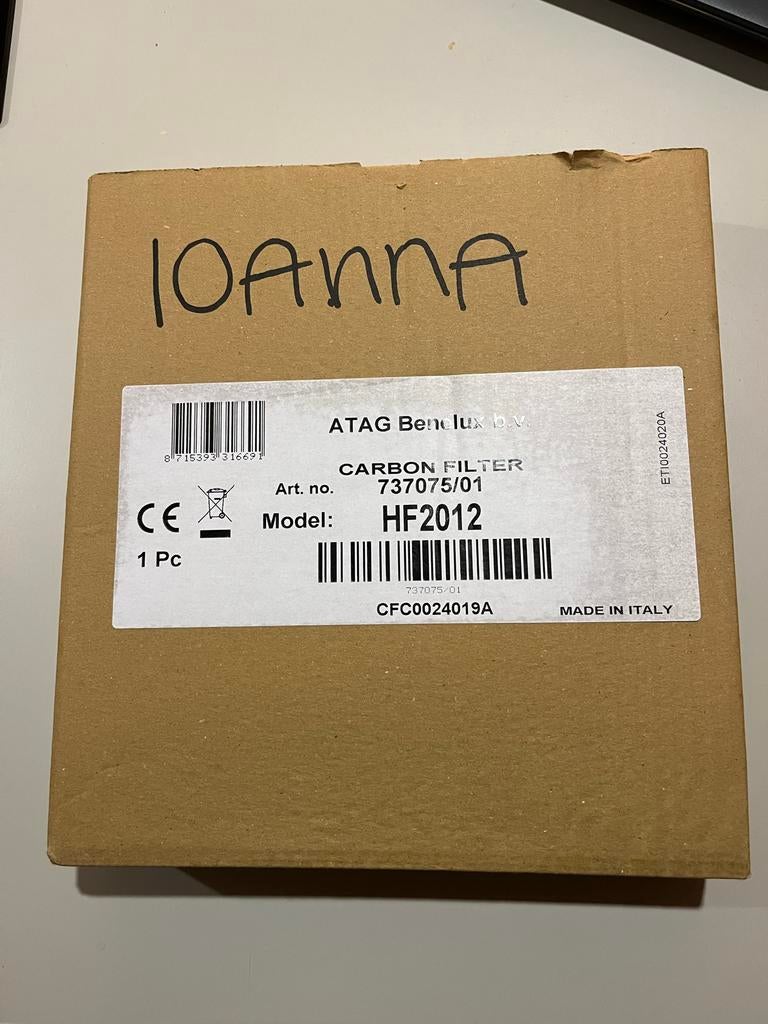 IOAnnA
ATAG Benelux b.v.
8 715393 316691
CARBON FILTER
Art. no. 737075/01
Model: HF2012
1 Pc
737075/01
CFC0024019A
MADE IN ITALY
ETI0024020A
CE